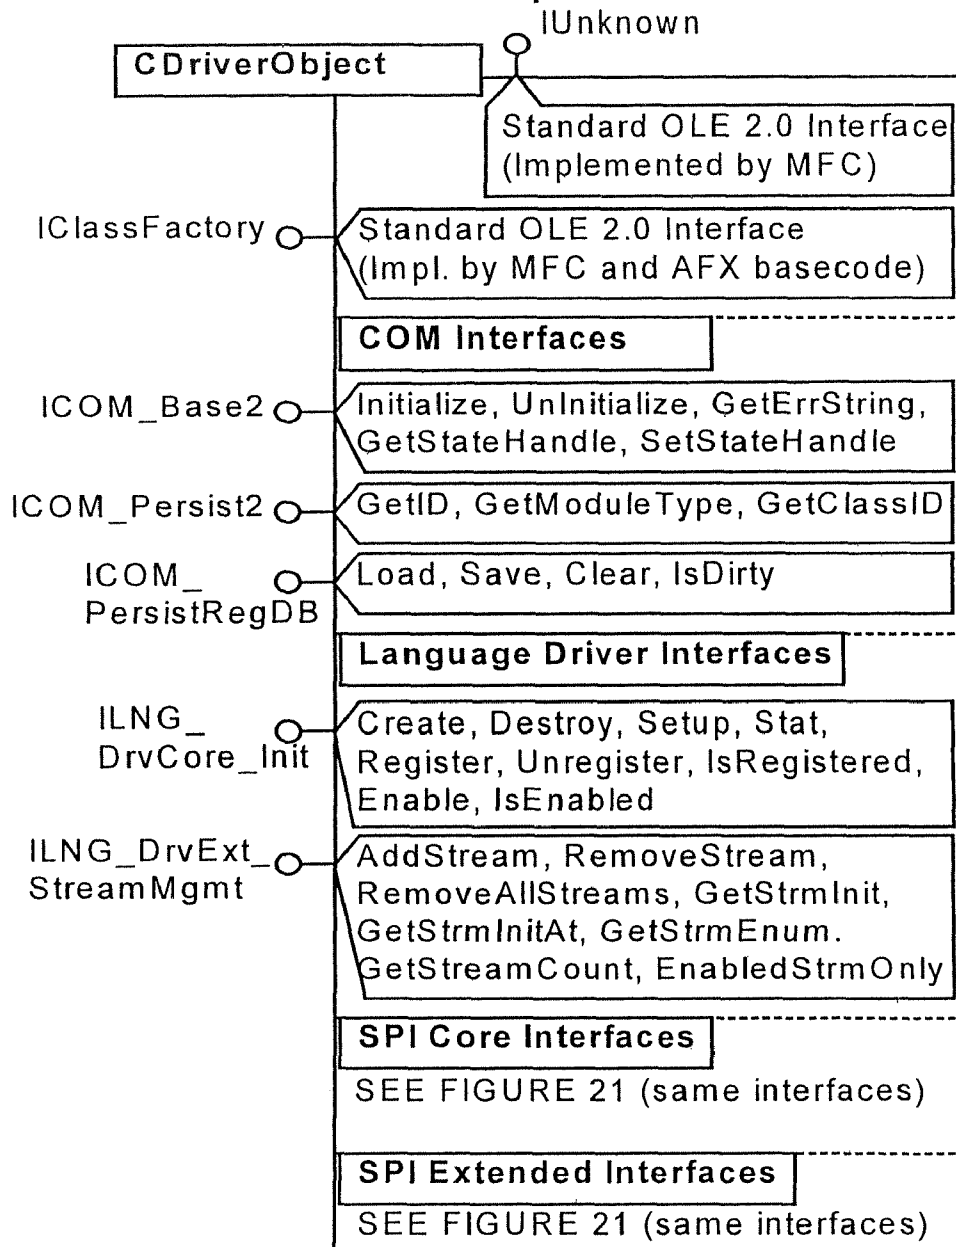 IUnknown
CDriverObject
Standard OLE 2.0 Interface
(Implemented by MFC)
IClassFactory
Standard OLE 2.0 Interface
(Impl. by MFC and AFX basecode)
COM Interfaces
ICOM_Base2
Initialize, UnInitialize, GetErrString,
GetStateHandle, SetStateHandle
ICOM_Persist2
GetID, GetModuleType, GetClassID
ICOM_
PersistRegDB
Load, Save, Clear, IsDirty
Language Driver Interfaces
ILNG_
DrvCore_Init
Create, Destroy, Setup, Stat,
Register, Unregister, IsRegistered,
Enable, IsEnabled
ILNG_DrvExt_
StreamMgmt
AddStream, RemoveStream,
RemoveAllStreams, GetStrmInit,
GetStrmInitAt, GetStrmEnum.
GetStreamCount, EnabledStrmOnly
SPI Core Interfaces
SEE FIGURE 21 (same interfaces)
SPI Extended Interfaces
SEE FIGURE 21 (same interfaces)